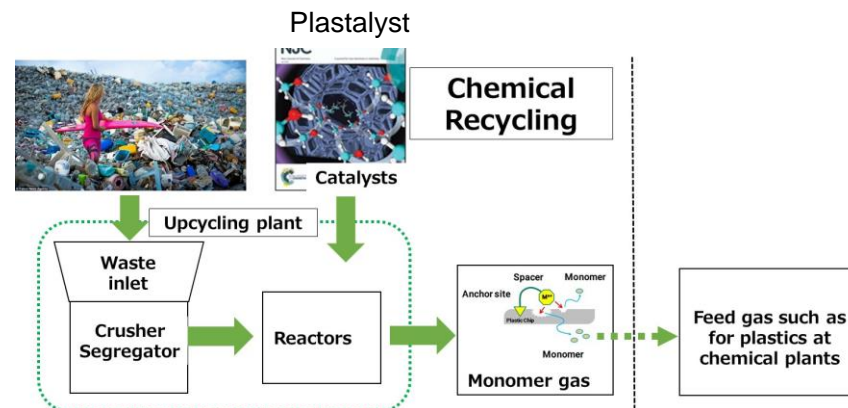 Plastalyst
NJC
Chemical
Recycling
Catalysts
Upcycling plant
Waste
inlet
Crusher
Segregator
Reactors
Spacer
Monomer
Anchor site
Plastic Chip
Monomer
Monomer gas
Feed gas such as
for plastics at
chemical plants